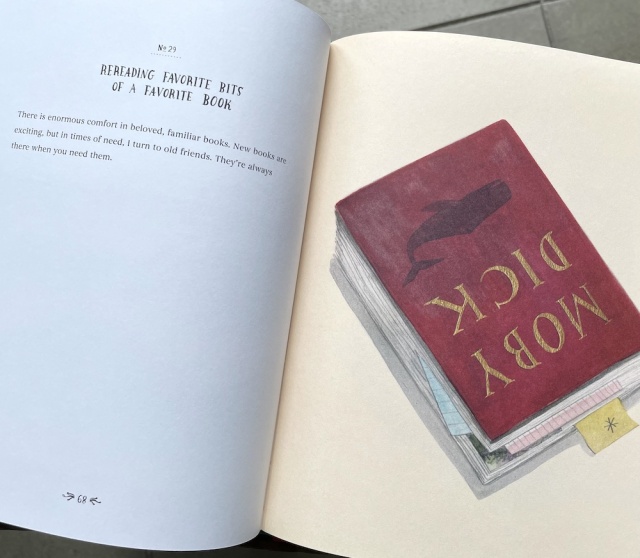 No 29
REREADING FAVORITE BITS
OF A FAVORITE BOOK
There is enormous comfort in beloved, familiar books. New books are
exciting, but in times of need, I turn to old friends. They're always
there when you need them.
68
MOBY
DICK